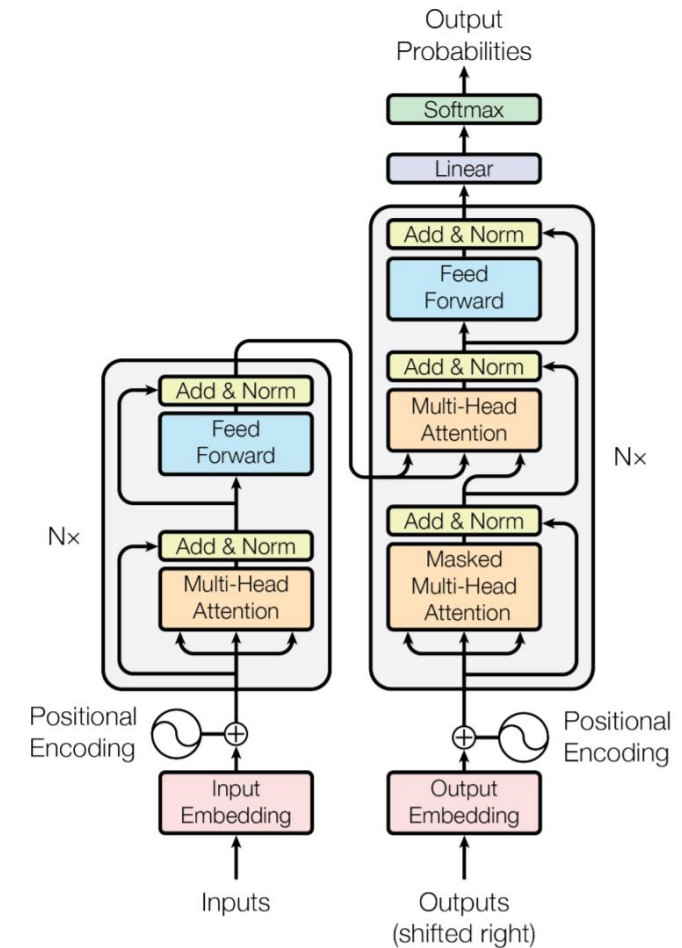 Output
Probabilities
Softmax
Linear
Add & Norm
Feed
Forward
Add & Norm
Multi-Head
Attention
Nx
Add & Norm
Masked
Multi-Head
Attention
Add & Norm
Feed
Forward
Nx
Add & Norm
Multi-Head
Attention
Positional
Encoding
Positional
Encoding
Input
Embedding
Output
Embedding
Inputs
Outputs
(shifted right)